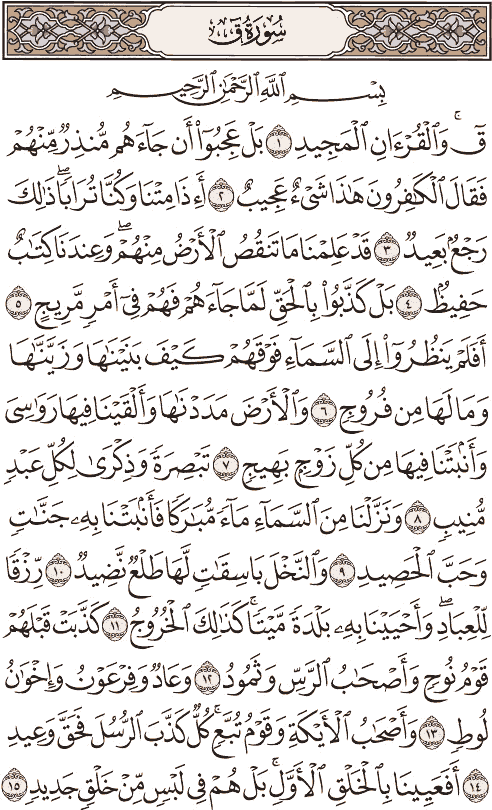 سُورَةُ قٓ
بِسْمِ ٱللَّهِ ٱلرَّحْمَٰنِ ٱلرَّحِيمِ
قٓۚ وَٱلْقُرْءَانِ ٱلْمَجِيدِ ١ بَلْ عَجِبُوٓا۟ أَن جَآءَهُم مُّنذِرٌ مِّنْهُمْ
فَقَالَ ٱلْكَٰفِرُونَ هَٰذَا شَىْءٌ عَجِيبٌ ٢ أَءِذَا مِتْنَا وَكُنَّا تُرَابًاۖ ذَٰلِكَ
رَجْعٌۢ بَعِيدٌ ٣ قَدْ عَلِمْنَا مَا تَنقُصُ ٱلْأَرْضُ مِنْهُمْۖ وَعِندَنَا كِتَٰبٌ
حَفِيظٌۢ ٤ بَلْ كَذَّبُوا۟ بِٱلْحَقِّ لَمَّا جَآءَهُمْ فَهُمْ فِىٓ أَمْرٍ مَّرِيجٍ ٥
أَفَلَمْ يَنظُرُوٓا۟ إِلَى ٱلسَّمَآءِ فَوْقَهُمْ كَيْفَ بَنَيْنَٰهَا وَزَيَّنَّٰهَا
وَمَا لَهَا مِن فُرُوجٍ ٦ وَٱلْأَرْضَ مَدَدْنَٰهَا وَأَلْقَيْنَا فِيهَا رَوَٰسِىَ
وَأَنۢبَتْنَا فِيهَا مِن كُلِّ زَوْجٍۭ بَهِيجٍ ٧ تَبْصِرَةً وَذِكْرَىٰ لِكُلِّ عَبْدٍ
مُّنِيبٍ ٨ وَنَزَّلْنَا مِنَ ٱلسَّمَآءِ مَآءً مُّبَٰرَكًا فَأَنۢبَتْنَا بِهِۦ جَنَّٰتٍ
وَحَبَّ ٱلْحَصِيدِ ٩ وَٱلنَّخْلَ بَاسِقَٰتٍ لَّهَا طَلْعٌ نَّضِيدٌ ١٠ رِّزْقًا
لِّلْعِبَادِۖ وَأَحْيَيْنَا بِهِۦ بَلْدَةً مَّيْتًاۚ كَذَٰلِكَ ٱلْخُرُوجُ ١١ كَذَّبَتْ قَبْلَهُمْ
قَوْمُ نُوحٍ وَأَصْحَٰبُ ٱلرَّسِّ وَثَمُودُ ١٢ وَعَادٌ وَفِرْعَوْنُ وَإِخْوَٰنُ
لُوطٍ ١٣ وَأَصْحَٰبُ ٱلْأَيْكَةِ وَقَوْمُ تُبَّعٍۚ كُلٌّ كَذَّبَ ٱلرُّسُلَ فَحَقَّ وَعِيدِ
١٤ أَفَعَيِينَا بِٱلْخَلْقِ ٱلْأَوَّلِۚ بَلْ هُمْ فِى لَبْسٍ مِّنْ خَلْقٍ جَدِيدٍ ١٥